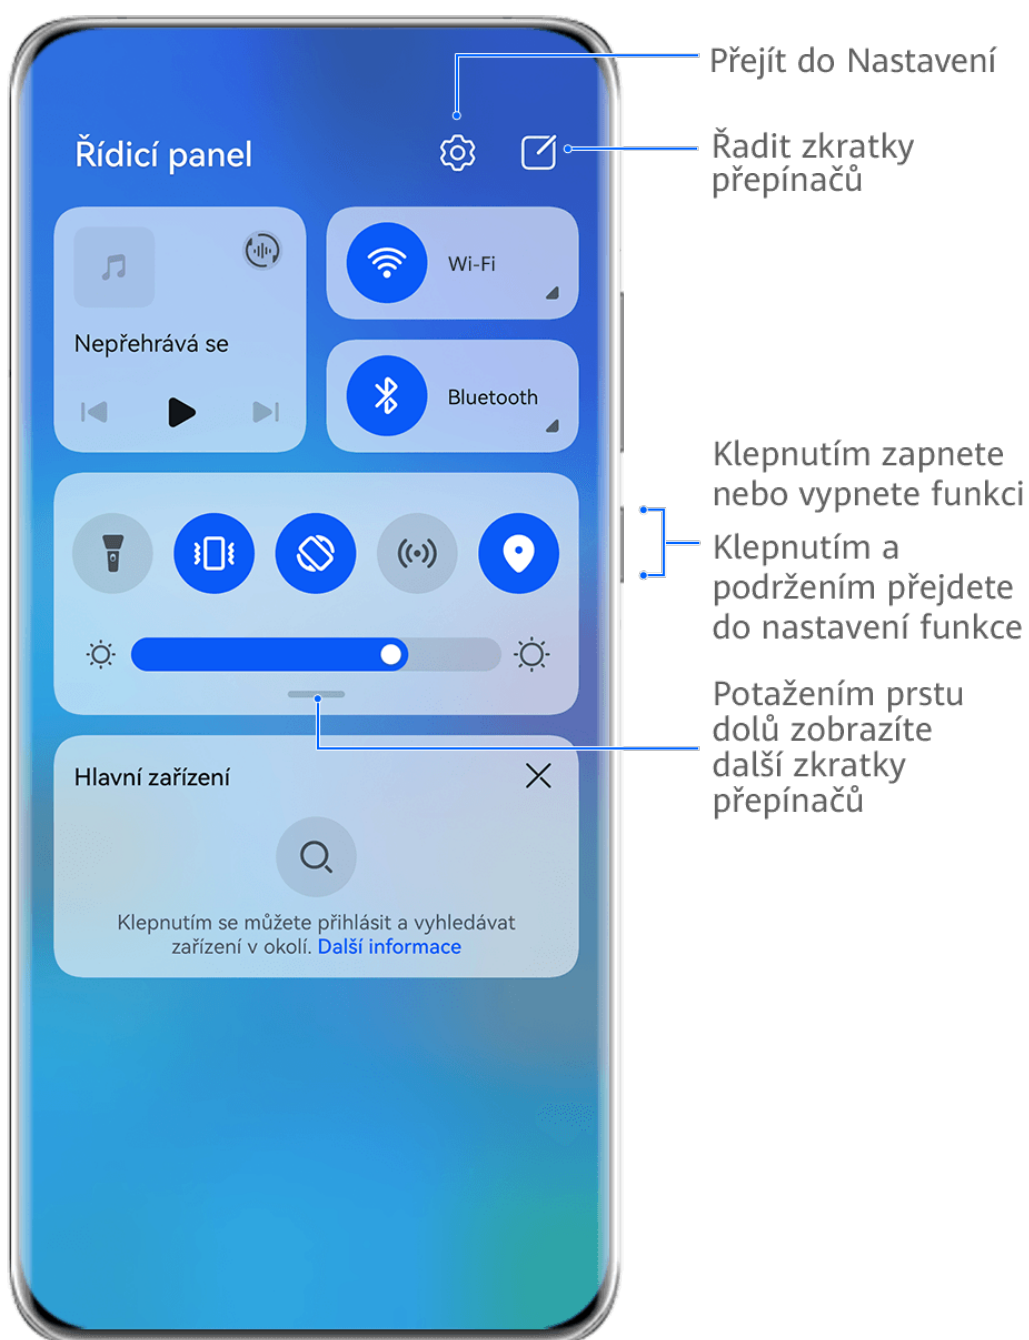 Přejít do Nastavení
Řídicí panel
Řadit zkratky
přepínačů
Wi-Fi
Nepřehrává se
Bluetooth
Klepnutím zapnete
nebo vypnete funkci
Klepnutím a
podržením přejdete
do nastavení funkce
Potažením prstu
dolů zobrazíte
další zkratky
přepínačů
Hlavní zařízení
Klepnutím se můžete přihlásit a vyhledávat
zařízení v okolí. Další informace